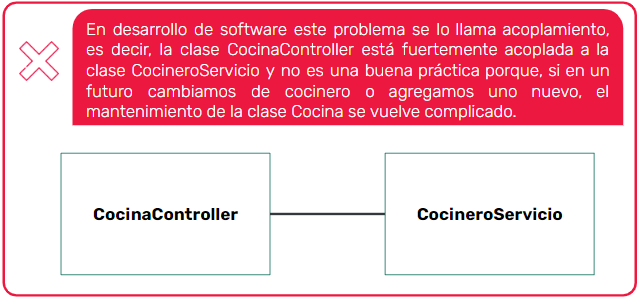 En desarrollo de software este problema se lo llama acoplamiento,
es decir, la clase CocinaController está fuertemente acoplada a la
clase CocineroServicio y no es una buena práctica porque, si en un
futuro cambiamos de cocinero o agregamos uno nuevo, el
mantenimiento de la clase Cocina se vuelve complicado.
CocinaController
CocineroServicio